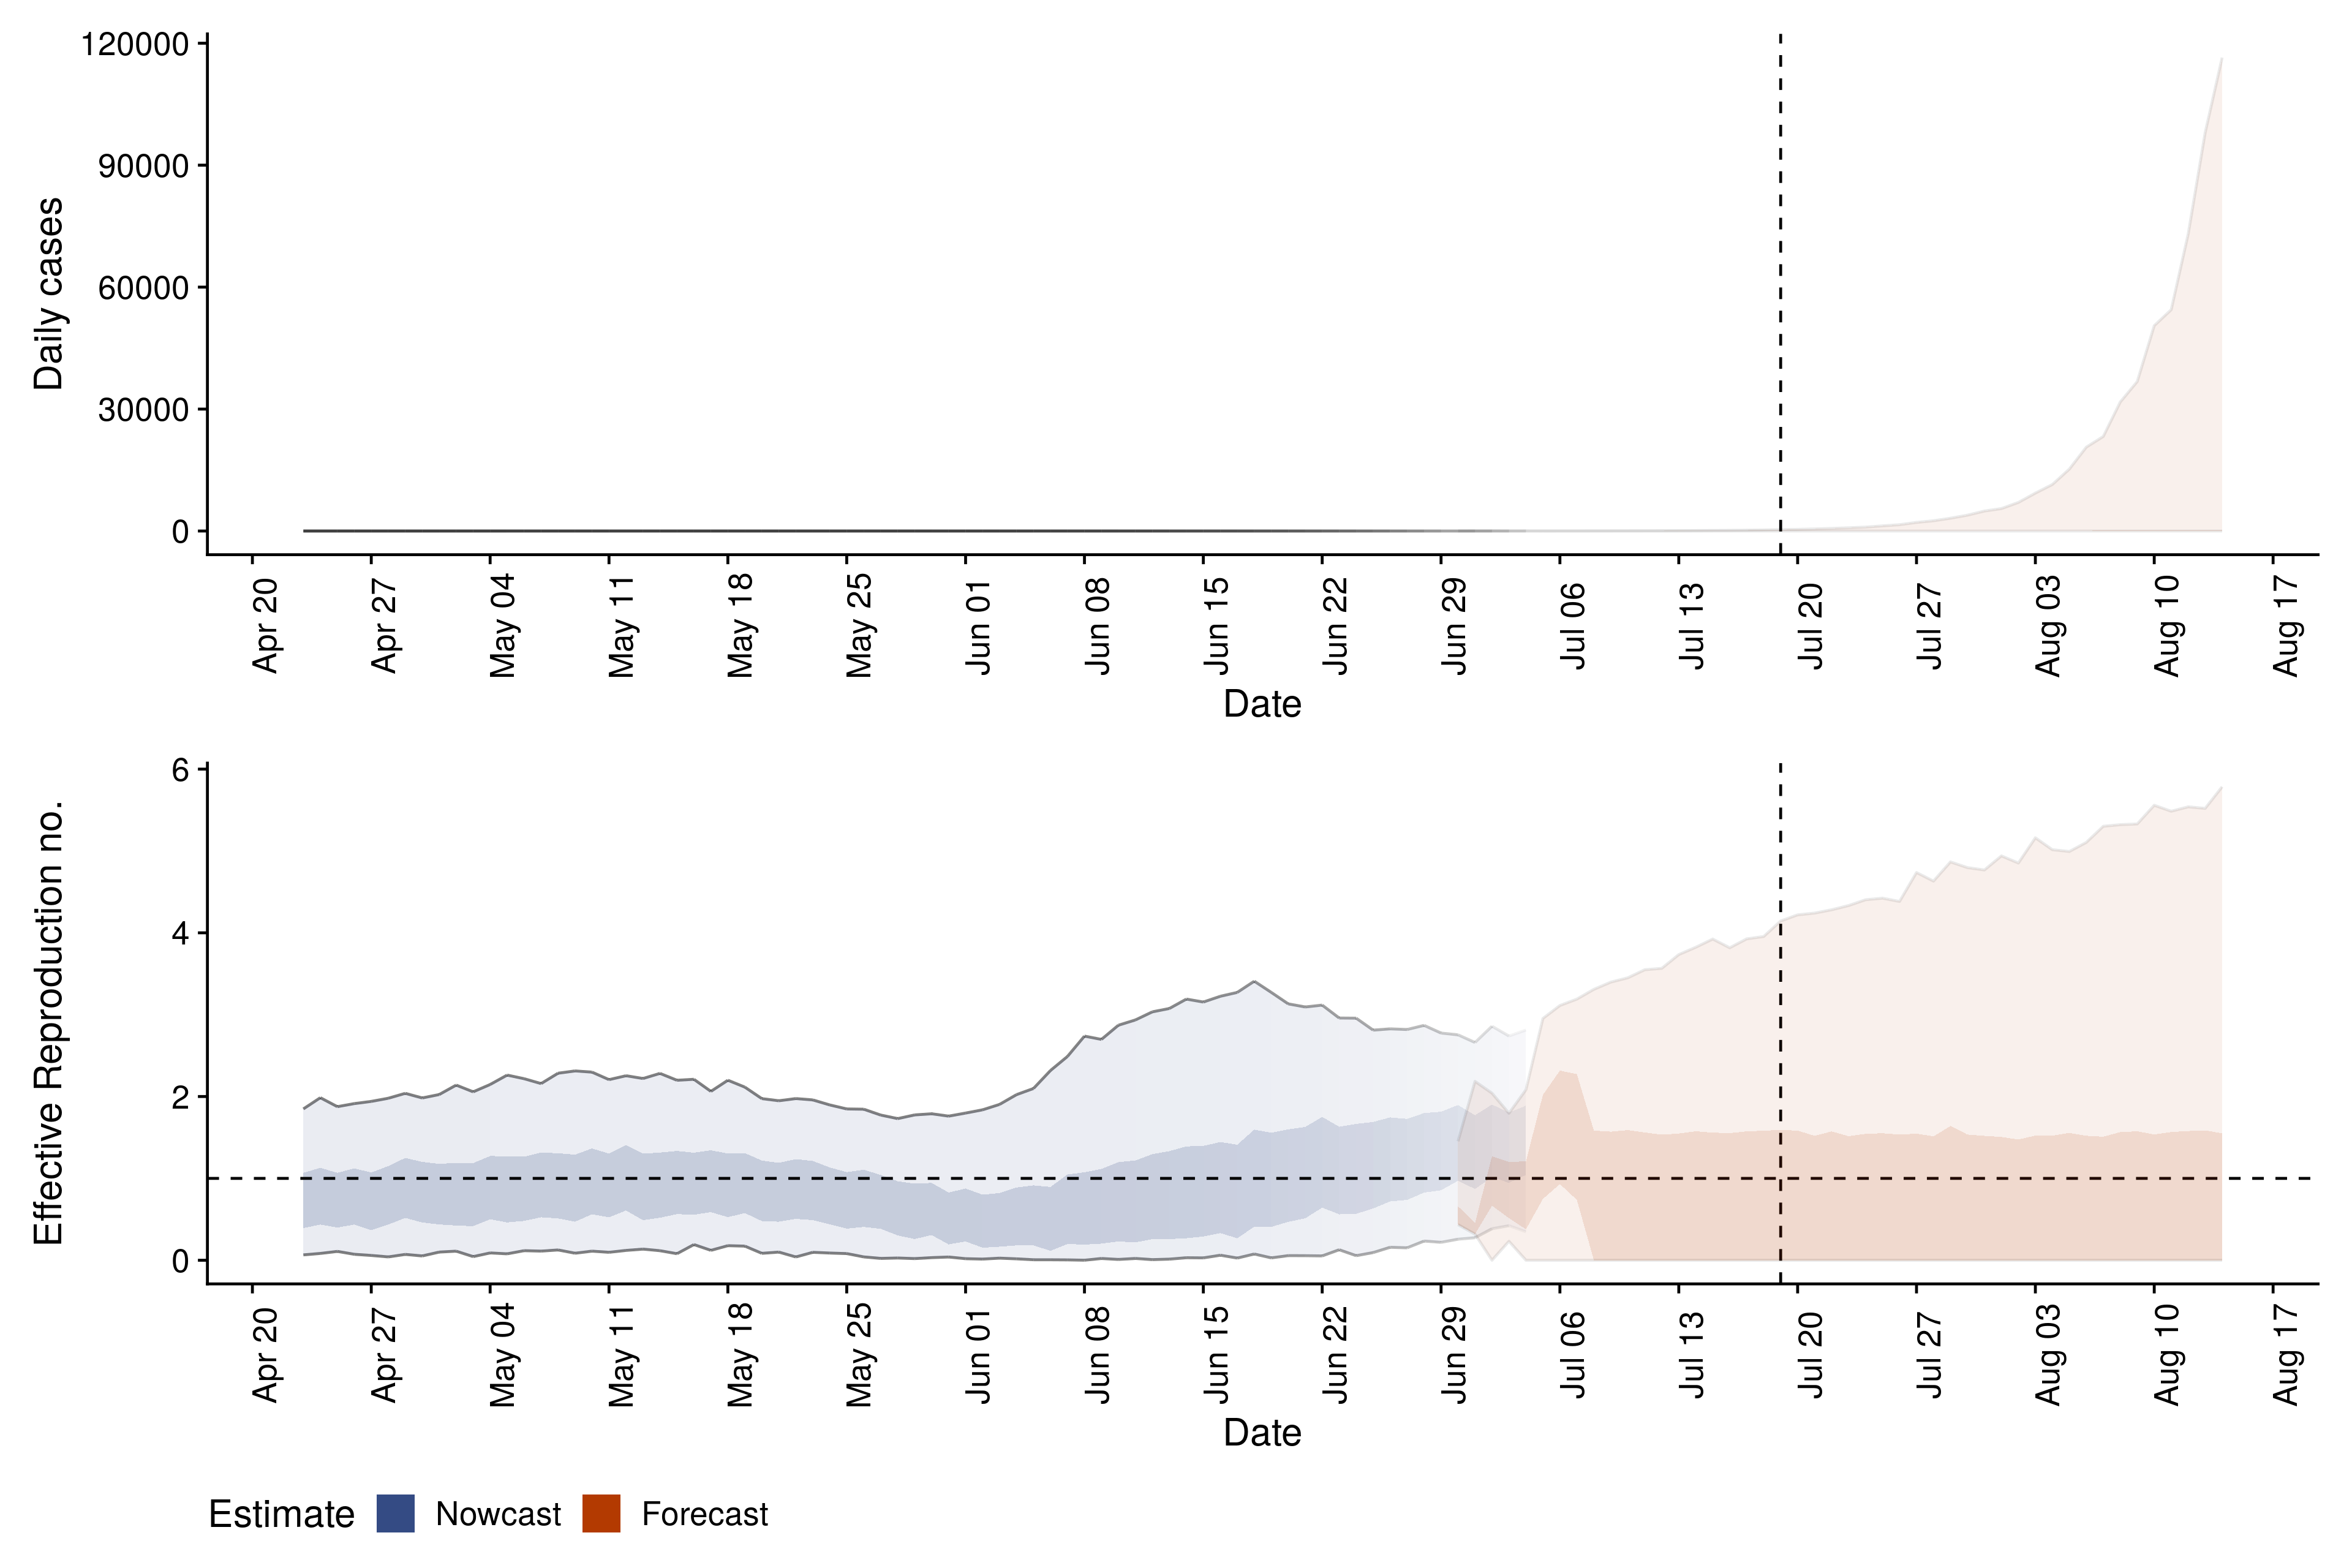 120000
90000
60000
30000
0
Daily cases
Apr 20
Apr 27
May 04
May 11
May 18
May 25
Jun 01
Jun 08
Jun 15
Jun 22
Jun 29
Jul 06
Jul 13
Jul 20
Jul 27
Aug 03
Aug 10
Aug 17
Date
6
4
2
0
Effective Reproduction no.
Apr 20
Apr 27
May 04
May 11
May 18
May 25
Jun 01
Jun 08
Jun 15
Jun 22
Jun 29
Jul 06
Jul 13
Jul 20
Jul 27
Aug 03
Aug 10
Aug 17
Date
Estimate Nowcast Forecast